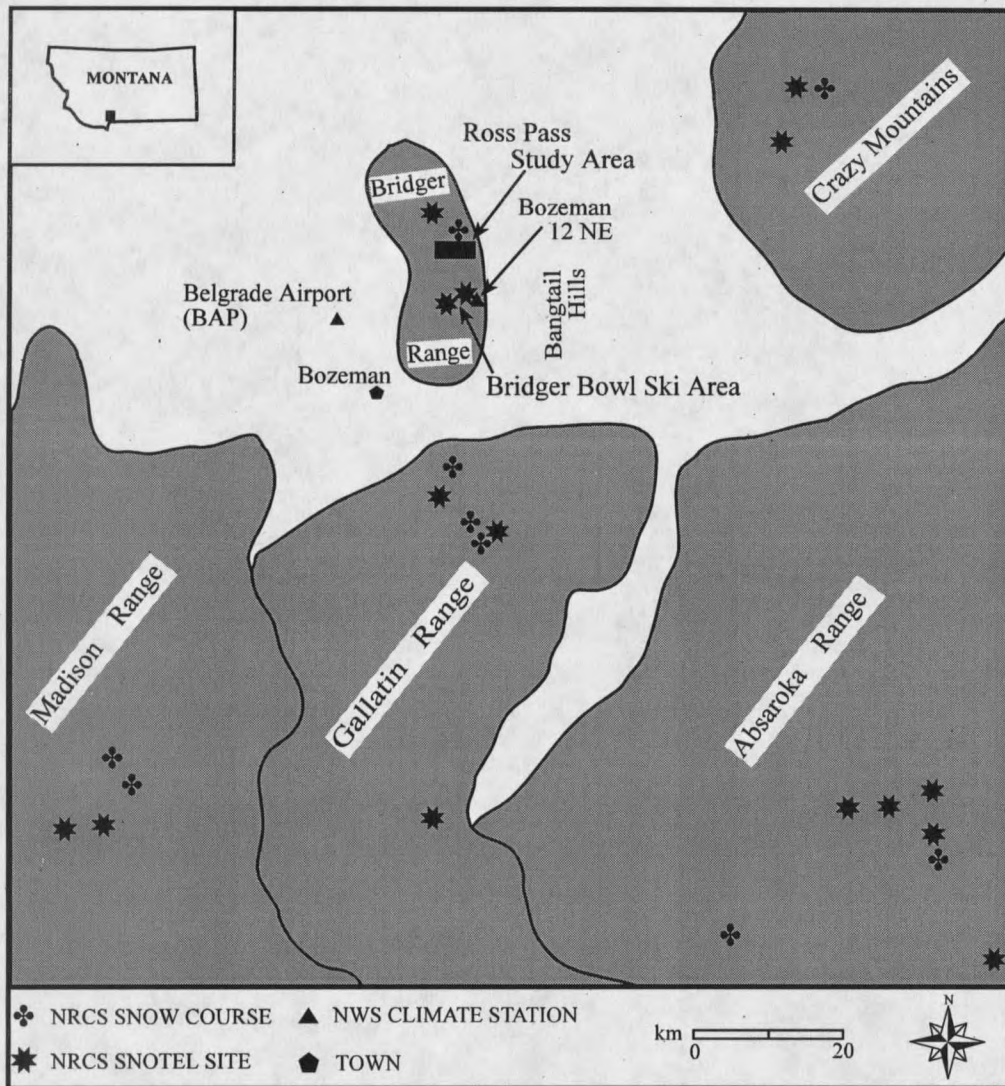 MONTANA
Ross Pass
Study Area
Bridger
Bozeman
12 NE
Crazy Mountains
Belgrade Airport
(BAP)
Bangtail
Hills
Range
Bozeman
Bridger Bowl Ski Area
Madison Range
Gallatin Range
Absaroka Range
NRCS SNOW COURSE
NWS CLIMATE STATION
NRCS SNOTEL SITE
TOWN
km
0 20
N